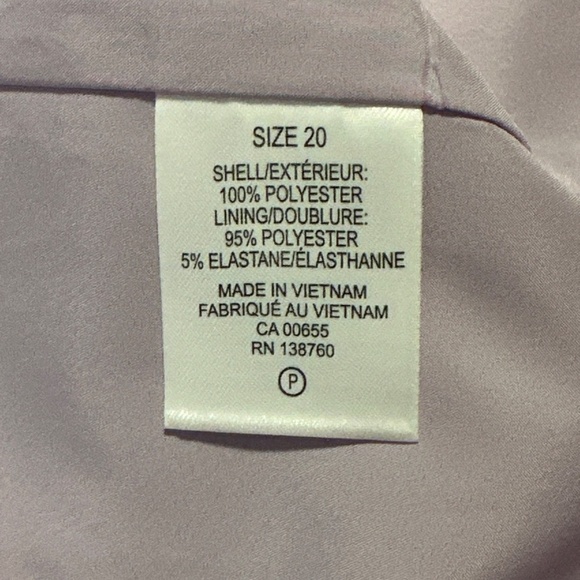 SIZE 20
SHELL/EXTÉRIEUR:
100% POLYESTER
LINING/DOUBLURE:
95% POLYESTER
5% ELASTANE/ÉLASTHANNE
MADE IN VIETNAM
FABRIQUÉ AU VIETNAM
CA 00655
RN 138760
P